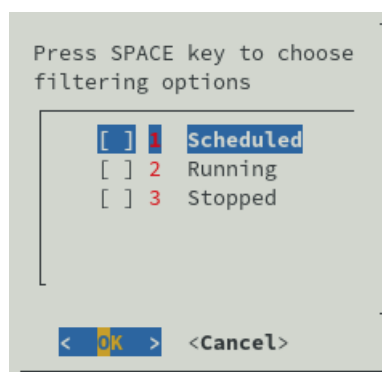 Press SPACE key to choose
filtering options
[ ] 1 Scheduled
[ ] 2 Running
[ ] 3 Stopped
< OK > <Cancel>